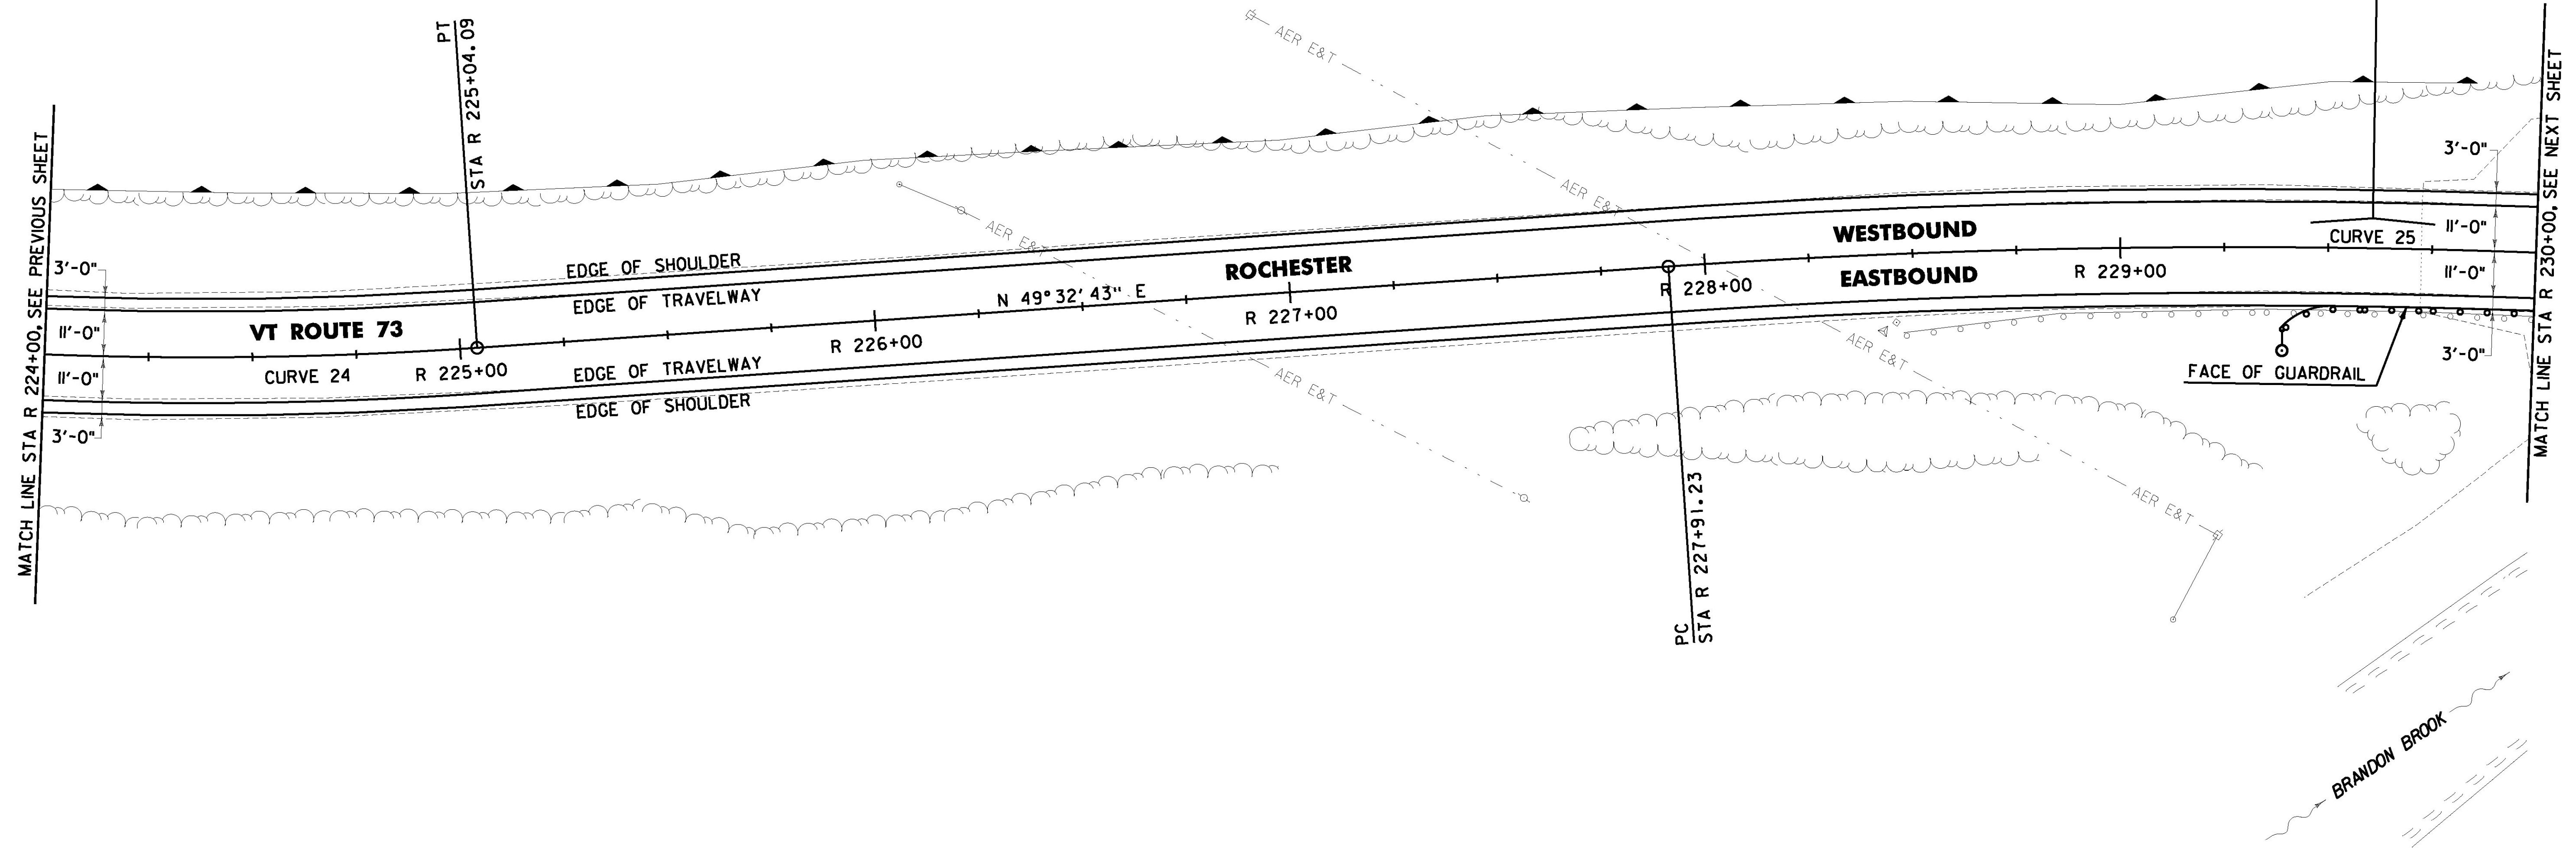 PT
STA R 225+04.09
AER E&T
MATCH LINE STA R 224+00, SEE PREVIOUS SHEET
MATCH LINE STA R 230+00, SEE NEXT SHEET
3'-0"
AER E&T
AER E&T
3'-0"
EDGE OF SHOULDER
EDGE OF TRAVELWAY
ROCHESTER
WESTBOUND
11'-0"
CURVE 25
EASTBOUND
R 229+00
11'-0"
N 49°32'43" E
R 228+00
R 227+00
11'-0"
VT ROUTE 73
R 226+00
AER E&T
3'-0"
11'-0"
CURVE 24
R 225+00
EDGE OF TRAVELWAY
EDGE OF SHOULDER
AER E&T
FACE OF GUARDRAIL
3'-0"
AER E&T
PC
STA R 227+91.23
BRANDON BROOK